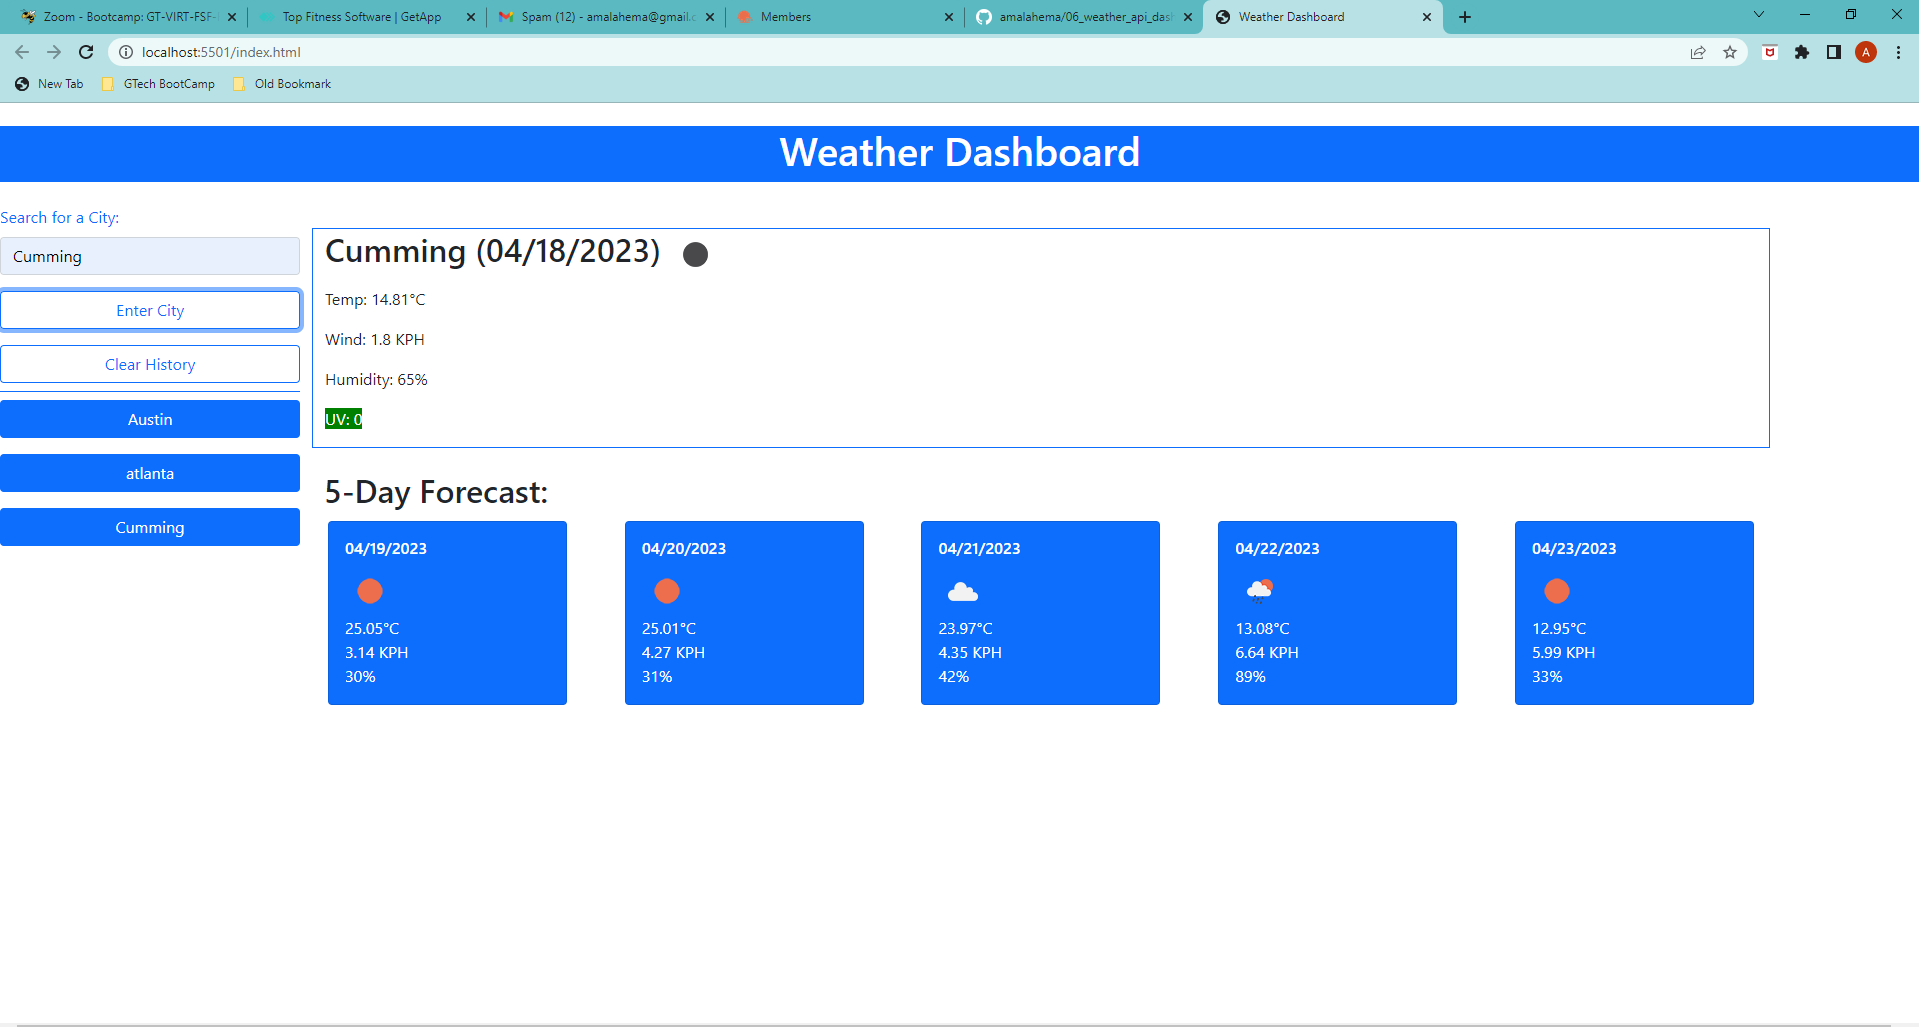 Zoom - Bootcamp: GT-VIRT-FSF-
Top Fitness Software | GetApp
Spam (12) - amalahema@gmail.c
Members
amalahema/06_weather_api_das
Weather Dashboard
localhost:5501/index.html
A
New Tab
GTech BootCamp
Old Bookmark
Weather Dashboard
Search for a City:
Cumming
Enter City
Clear History
Austin
atlanta
Cumming
Cumming (04/18/2023)
Temp: 14.81°C
Wind: 1.8 KPH
Humidity: 65%
UV: 0
5-Day Forecast:
04/19/2023
25.05°C
3.14 KPH
30%
04/20/2023
25.01°C
4.27 KPH
31%
04/21/2023
23.97°C
4.35 KPH
42%
04/22/2023
13.08°C
6.64 KPH
89%
04/23/2023
12.95°C
5.99 KPH
33%